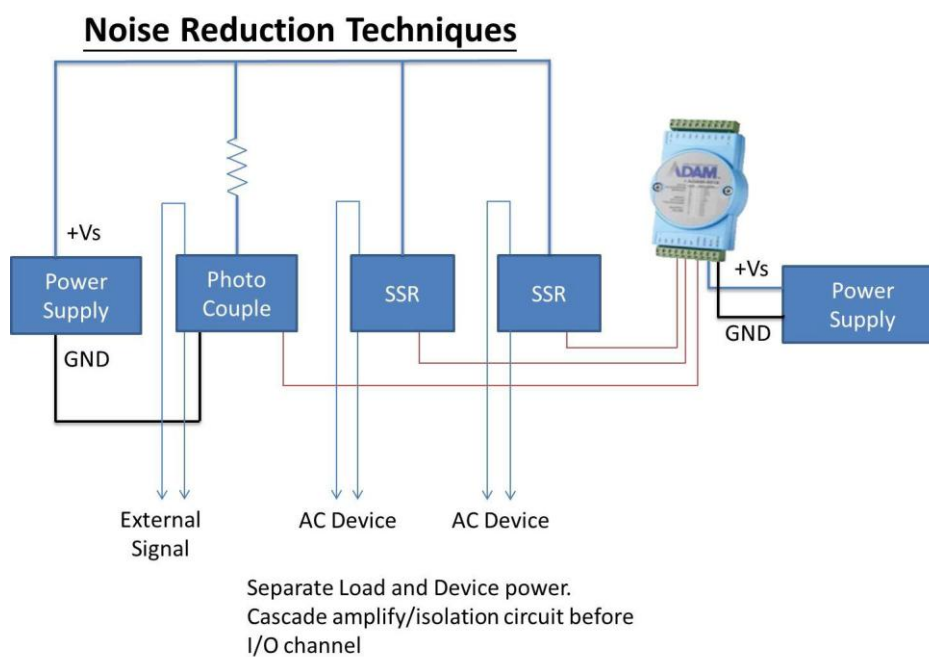 Noise Reduction Techniques
+Vs
Power
Supply
GND
Photo
Couple
SSR
SSR
ADAM
+Vs
GND
Power
Supply
External
Signal
AC Device
AC Device
Separate Load and Device power.
Cascade amplify/isolation circuit before
I/O channel